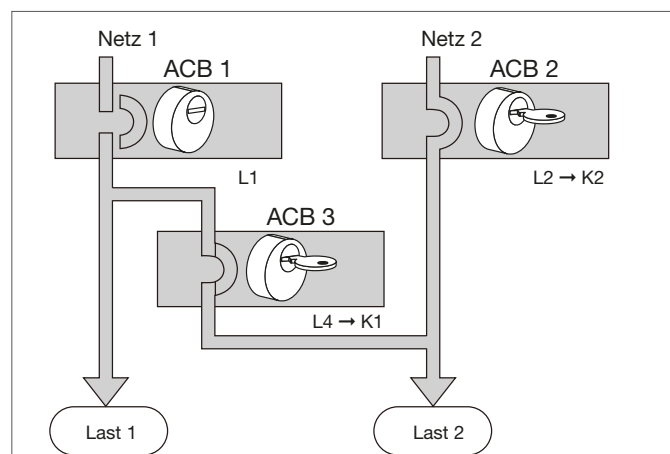 Netz 1
Netz 2
ACB 1
ACB 2
L1
L2 → K2
ACB 3
L4 → K1
Last 1
Last 2